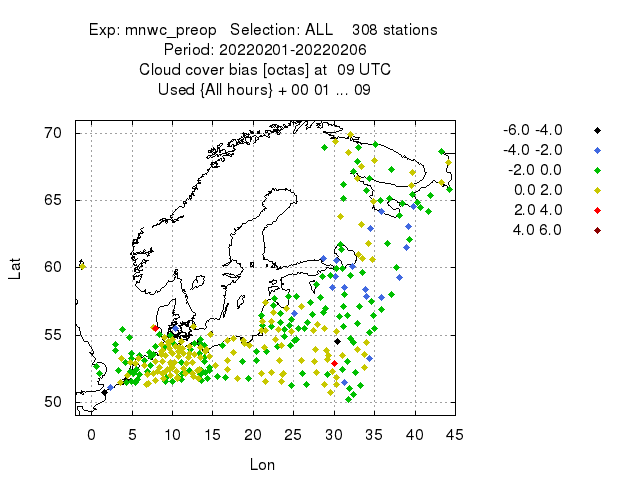 Exp: mnwc_preop   Selection: ALL    308 stations
Period: 20220201-20220206
Cloud cover bias [octas] at  09 UTC
Used {All hours} + 00 01 ... 09
70
65
60
55
50
Lat
0 5 10 15 20 25 30 35 40 45
Lon
-6.0 -4.0
-4.0 -2.0
-2.0 0.0
0.0 2.0
2.0 4.0
4.0 6.0